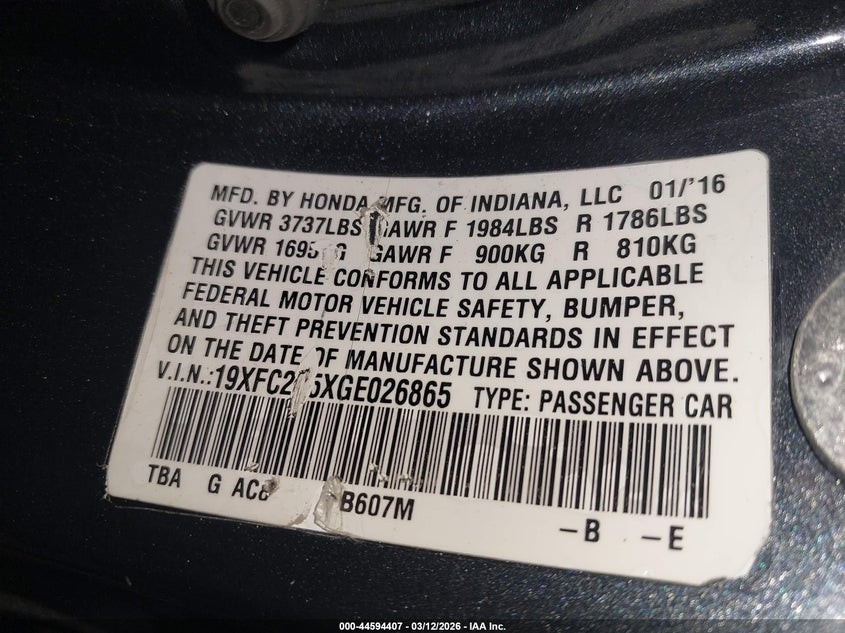 MFD. BY HONDA MFG. OF INDIANA, LLC 01/'16
GVWR 3737LBS GAWR F 1984LBS R 1786LBS
GVWR GAWR F 900KG R 810KG
THIS VEHICLE CONFORMS TO ALL APPLICABLE
FEDERAL MOTOR VEHICLE SAFETY, BUMPER,
AND THEFT PREVENTION STANDARDS IN EFFECT
ON THE DATE OF MANUFACTURE SHOWN ABOVE.
V.I.N.: TYPE: PASSENGER CAR
TBA G B607M
-B -E
000-44594407 - 03/12/2026 - IAA Inc.